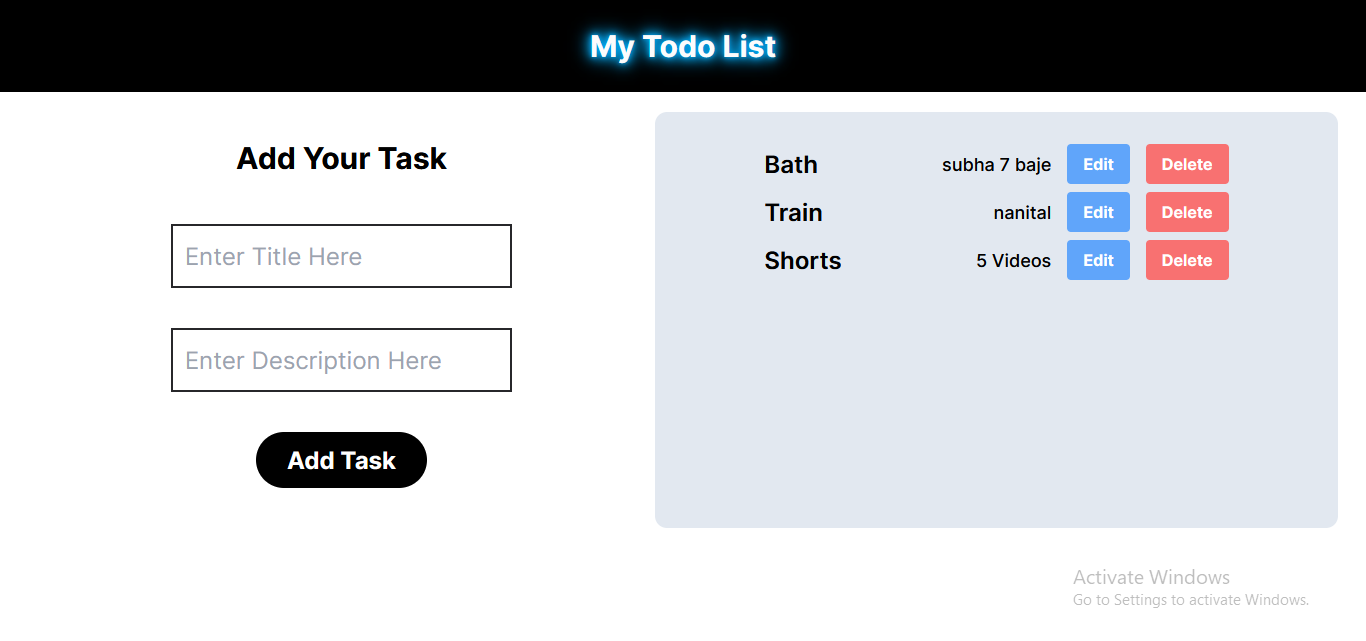 My Todo List
Add Your Task
Enter Title Here
Enter Description Here
Add Task
Bath subha 7 baje Edit Delete
Train nanital Edit Delete
Shorts 5 Videos Edit Delete
Activate Windows
Go to Settings to activate Windows.